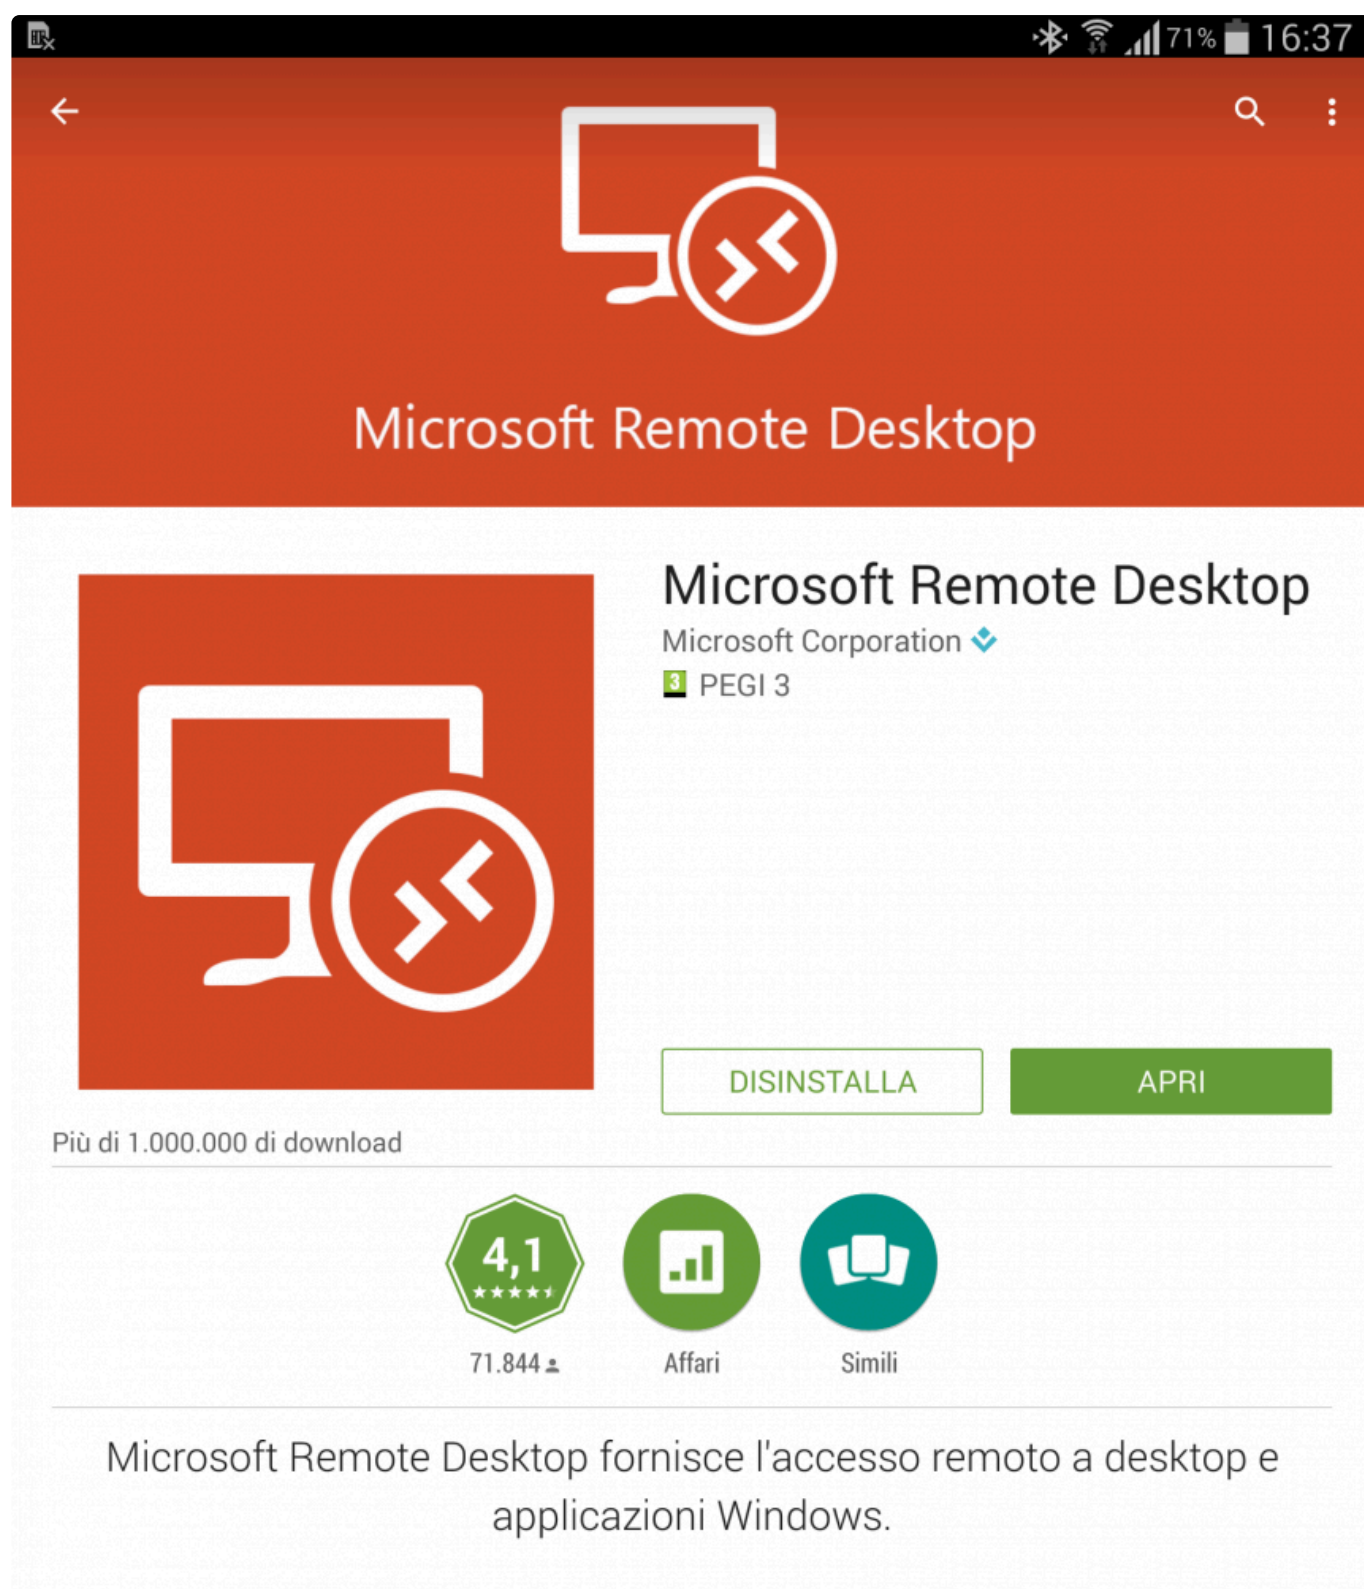 71% 16:37
Microsoft Remote Desktop
Microsoft Remote Desktop
Microsoft Corporation
3 PEGI 3
DISINSTALLA
APRI
Più di 1.000.000 di download
4,1
71.844
Affari
Simili
Microsoft Remote Desktop fornisce l'accesso remoto a desktop e
applicazioni Windows.